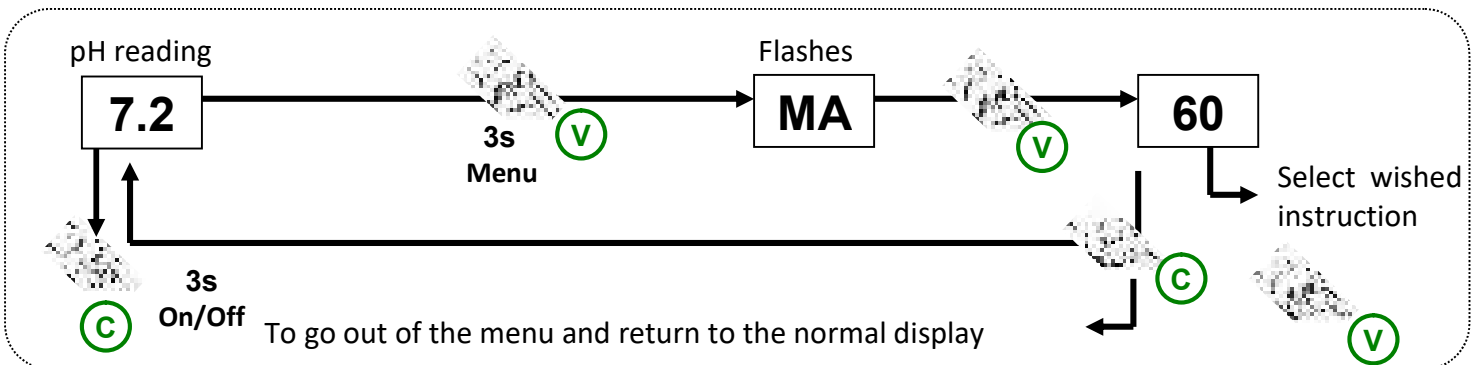 pH reading
Flashes
7.2
MA
60
3s
Menu
V
V
Select wished
instruction
C
3s
On/Off
C
To go out of the menu and return to the normal display
V